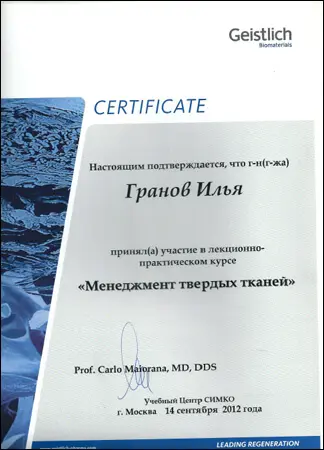 Geistlich
Biomaterials
CERTIFICATE
Настоящим подтверждается, что г-н(г-жа)
Гранов Илья
принял(а) участие в лекционно-
практическом курсе
«Менеджмент твердых тканей»
Prof. Carlo Maiorana, MD, DDS
Учебный Центр СИМКО
г. Москва 14 сентября 2012 года
LEADING REGENERATION